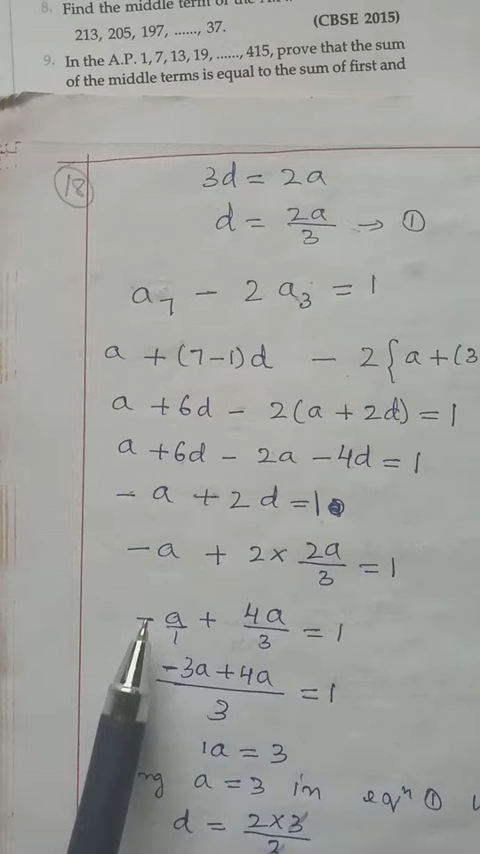 8. Find the middle term of the A.P.
213, 205, 197, ......, 37.
(CBSE 2015)
9. In the A.P. 1, 7, 13, 19, ......, 415, prove that the sum
of the middle terms is equal to the sum of first and
18
3d = 2a
d = 2a/3 → ①
a₇ - 2a₃ = 1
a + (7-1)d - 2{a + (3
a + 6d - 2(a + 2d) = 1
a + 6d - 2a - 4d = 1
- a + 2d = 1
- a + 2 × 2a/3 = 1
- a/1 + 4a/3 = 1
-3a + 4a/3 = 1
1a = 3
a = 3 in eqⁿ ①
d = 2×3/3